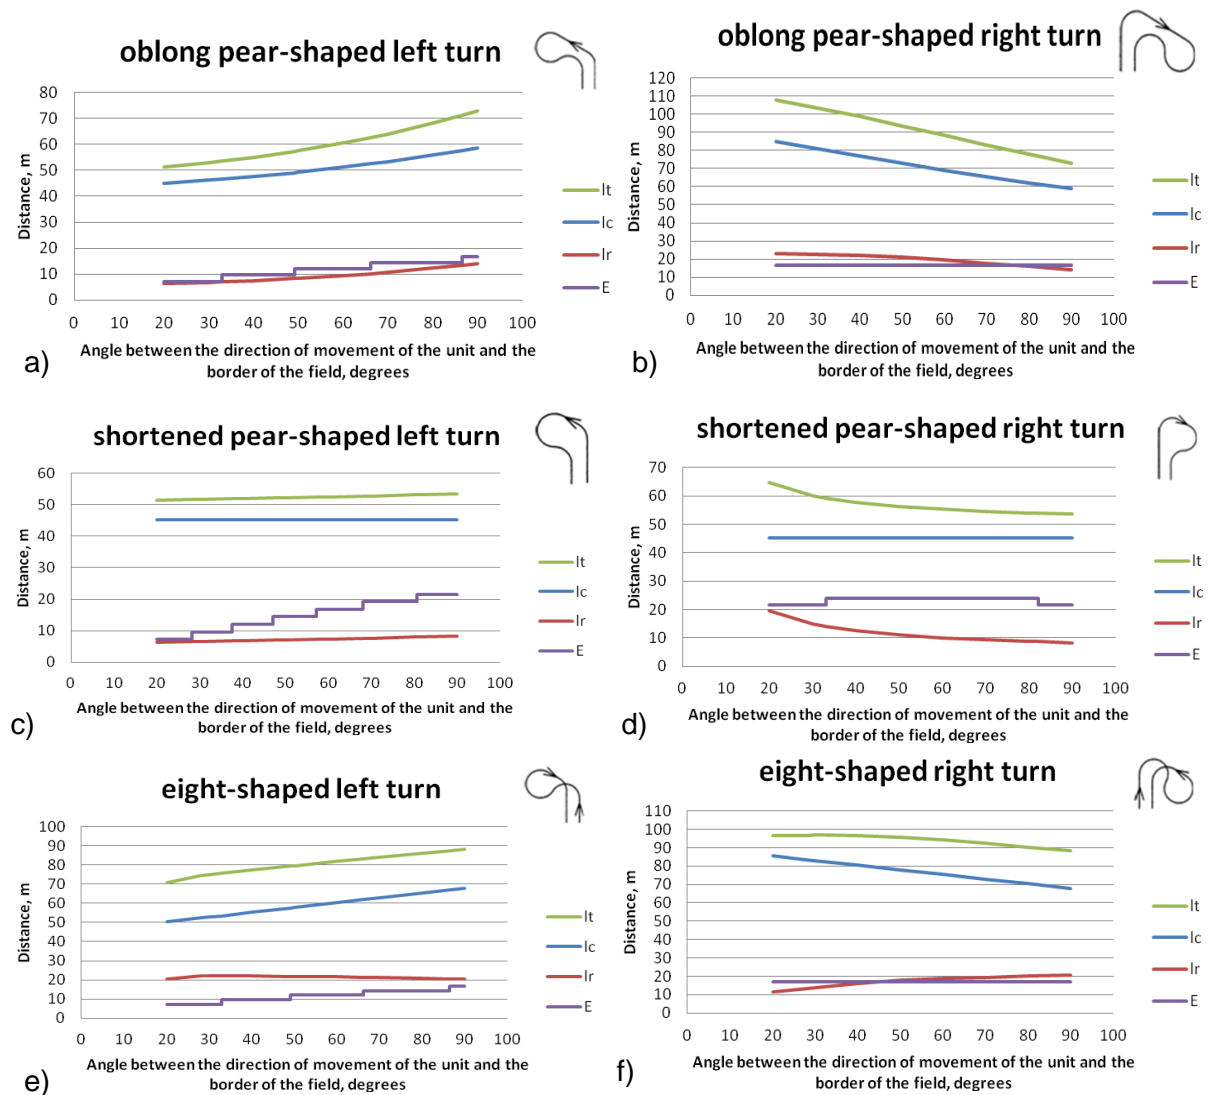 oblong pear-shaped left turn
80
70
60
50
40
30
20
10
0
0 10 20 30 40 50 60 70 80 90 100
Distance, m
lt
lc
lr
E
Angle between the direction of movement of the unit and the
border of the field, degrees
a)
oblong pear-shaped right turn
120
110
100
90
80
70
60
50
40
30
20
10
0
0 10 20 30 40 50 60 70 80 90 100
Distance, m
lt
lc
lr
E
Angle between the direction of movement of the unit and the
border of the field, degrees
b)
shortened pear-shaped left turn
60
50
40
30
20
10
0
0 10 20 30 40 50 60 70 80 90 100
Distance, m
lt
lc
lr
E
Angle between the direction of movement of the unit and the
border of the field, degrees
c)
shortened pear-shaped right turn
70
60
50
40
30
20
10
0
0 10 20 30 40 50 60 70 80 90 100
Distance, m
lt
lc
lr
E
Angle between the direction of movement of the unit and the
border of the field, degrees
d)
eight-shaped left turn
100
90
80
70
60
50
40
30
20
10
0
0 10 20 30 40 50 60 70 80 90 100
Distance, m
lt
lc
lr
E
Angle between the direction of movement of the unit and the
border of the field, degrees
e)
eight-shaped right turn
110
100
90
80
70
60
50
40
30
20
10
0
0 10 20 30 40 50 60 70 80 90 100
Distance, m
lt
lc
lr
E
Angle between the direction of movement of the unit and the
border of the field, degrees
f)